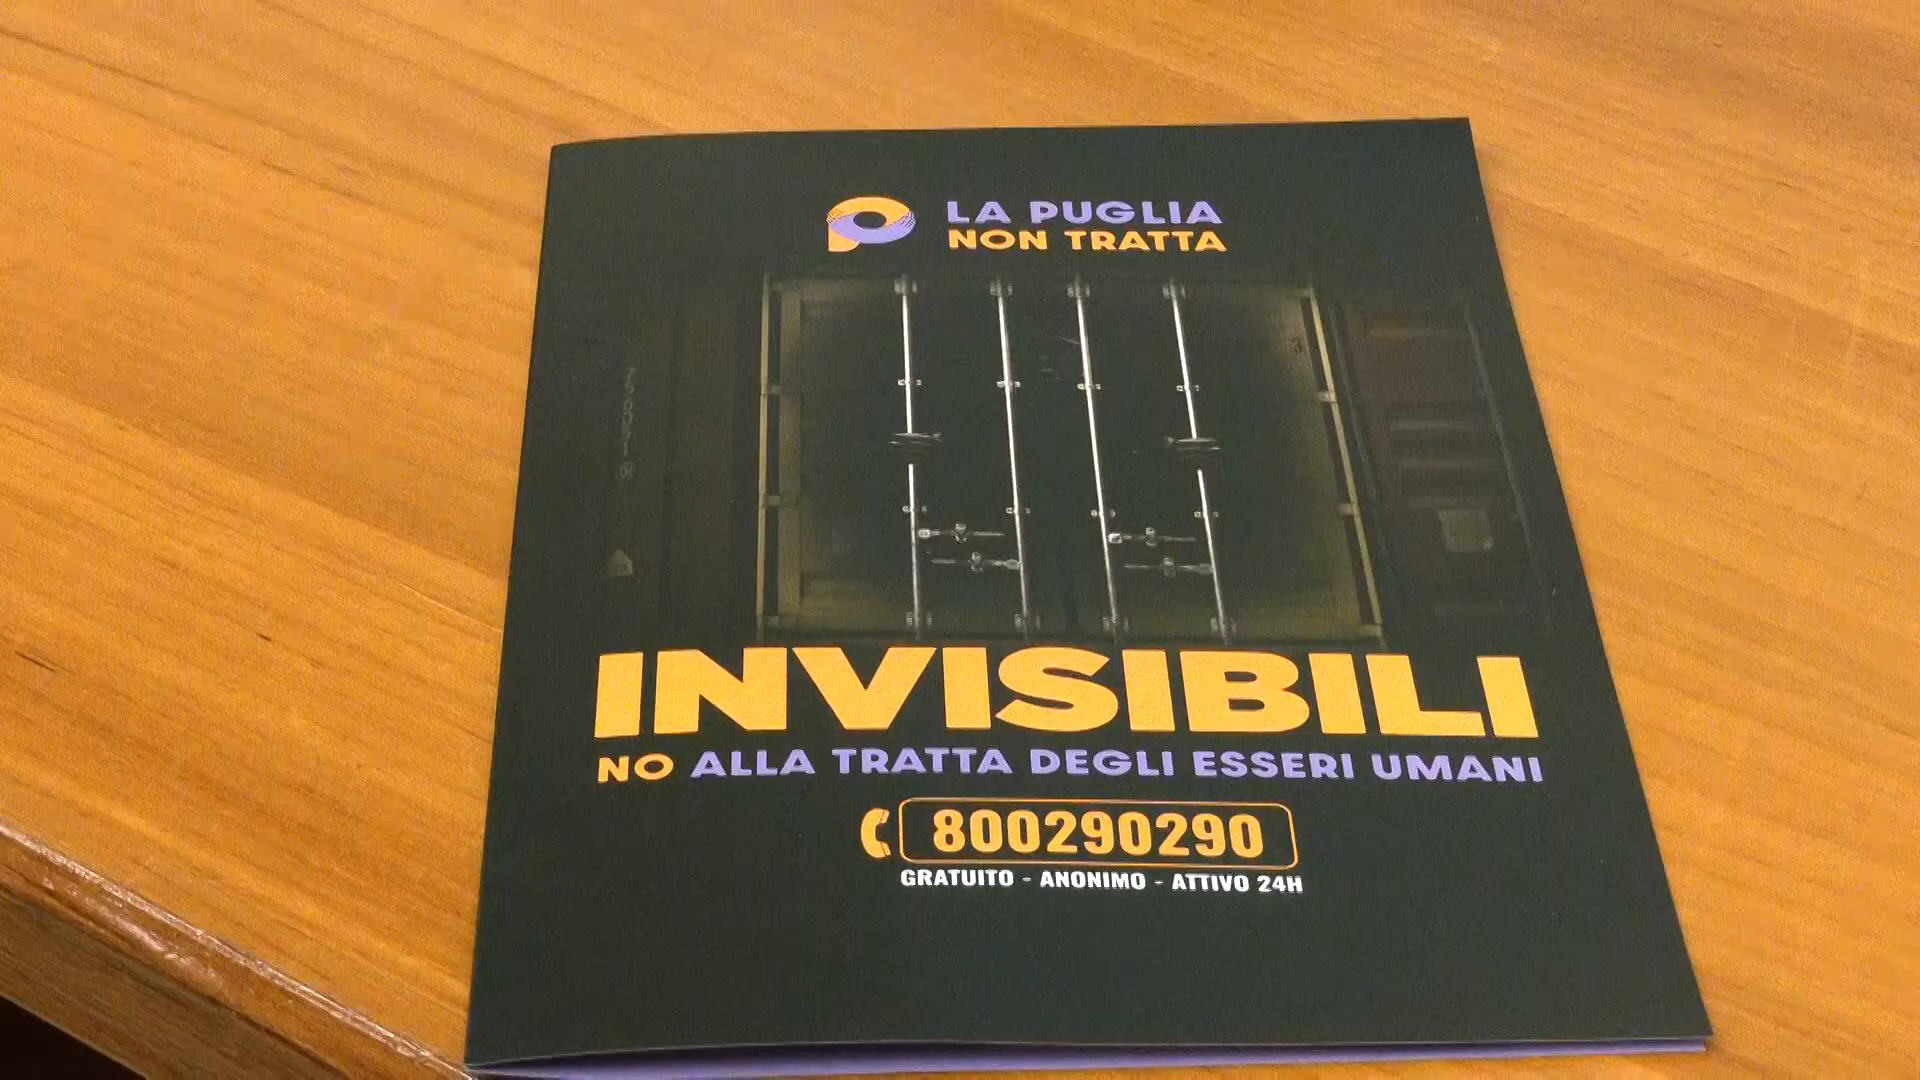 LA PUGLIA
NON TRATTA
INVISIBILI
NO ALLA TRATTA DEGLI ESSERI UMANI
800290290
GRATUITO - ANONIMO - ATTIVO 24H